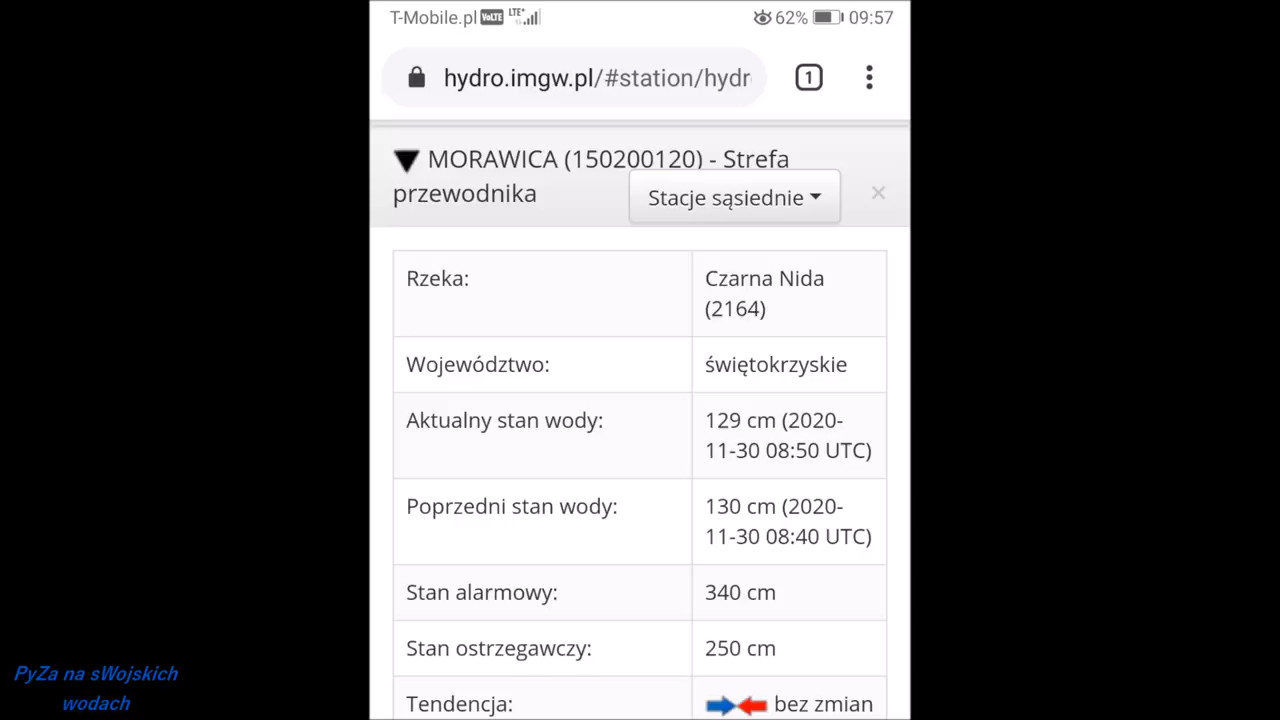 T-Mobile.pl VoLTE LTE+ 62% 09:57
hydro.imgw.pl/#station/hydr 1
MORAWICA (150200120) - Strefa
przewodnika
Stacje sąsiednie ×
Rzeka: Czarna Nida
(2164)
Województwo: świętokrzyskie
Aktualny stan wody: 129 cm (2020-
11-30 08:50 UTC)
Poprzedni stan wody: 130 cm (2020-
11-30 08:40 UTC)
Stan alarmowy: 340 cm
Stan ostrzegawczy: 250 cm
Tendencja: bez zmian
PyZa na sWojskich
wodach